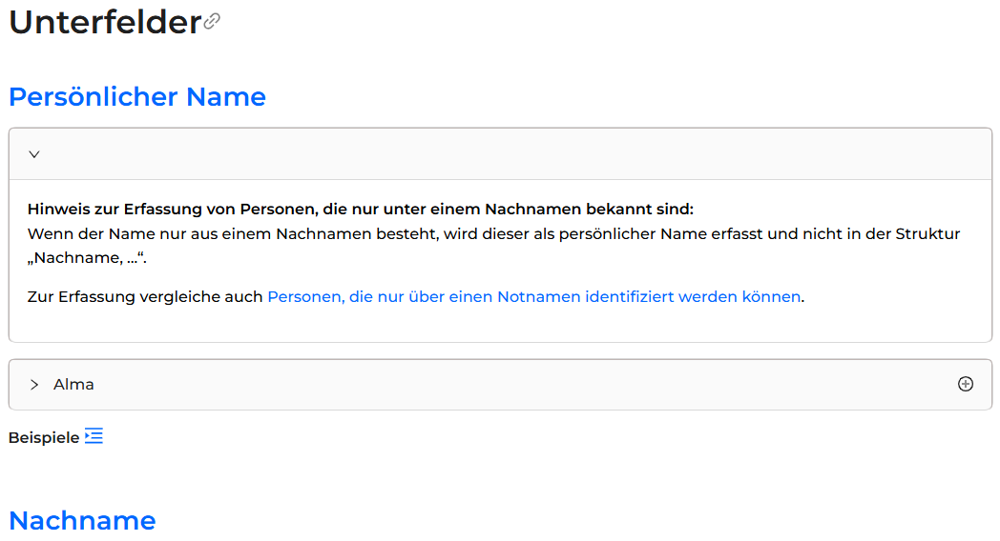 Unterfelder
Persönlicher Name
Hinweis zur Erfassung von Personen, die nur unter einem Nachnamen bekannt sind:
Wenn der Name nur aus einem Nachnamen besteht, wird dieser als persönlicher Name erfasst und nicht in der Struktur
„Nachname, ...“.
Zur Erfassung vergleiche auch Personen, die nur über einen Notnamen identifiziert werden können.
Alma
Beispiele
Nachname